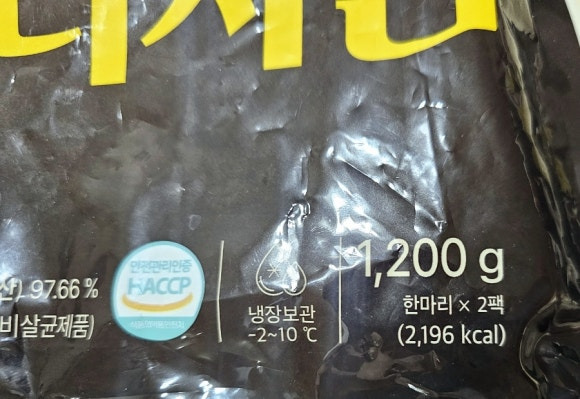 산) 97.66 %
비살균제품)
안전관리인증
HACCP
냉장보관
-2~10 ℃
1,200 g
한마리 × 2팩
(2,196 kcal)